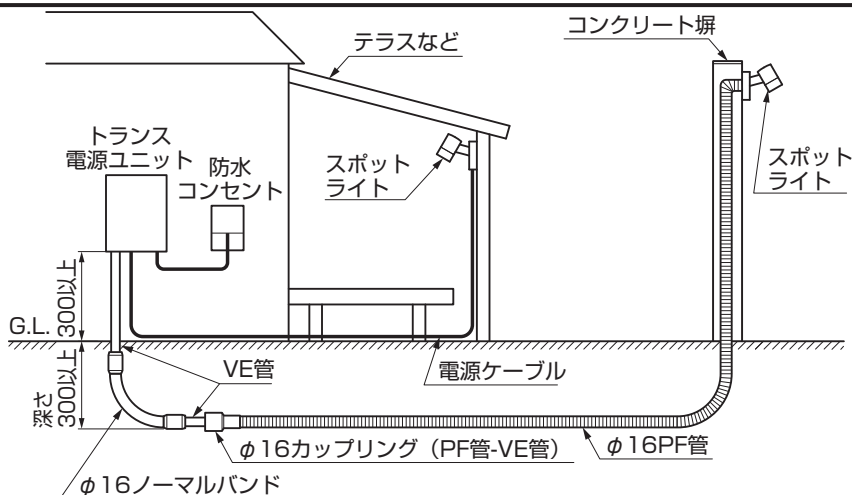 コンクリート塀
テラスなど
トランス
電源ユニット
防水
コンセント
スポット
ライト
スポット
ライト
300以上
G.L.
深さ
300以上
VE管
電源ケーブル
φ16カップリング（PF管-VE管）
φ16PF管
φ16ノーマルバンド